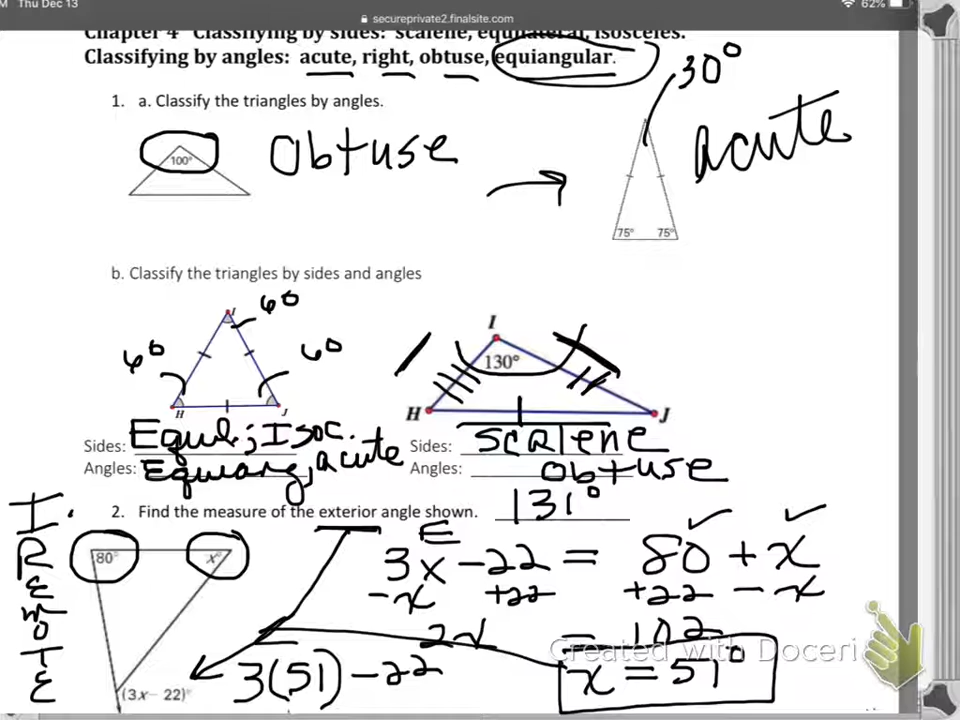 Thu Dec 13
62%
secureprivate2.finalsite.com
Chapter 4 Classifying by sides: scalene, equilateral, isosceles.
Classifying by angles: acute, right, obtuse, equiangular.
30°
1. a. Classify the triangles by angles.
100°
obtuse
acute
75° 75°
b. Classify the triangles by sides and angles
60
60 60
H J
I
130°
H J
Sides: Equil; Isoc.
Angles: Equiang, acute
Sides: scalene
Angles: obtuse
2. Find the measure of the exterior angle shown. 131°
I.
REMOTE
E
80° x°
3x - 22 = 80 + x
-x +22 +22 - x
2x = 102
Created with Doceri
(3x - 22)°
3(51) - 22
x = 51°